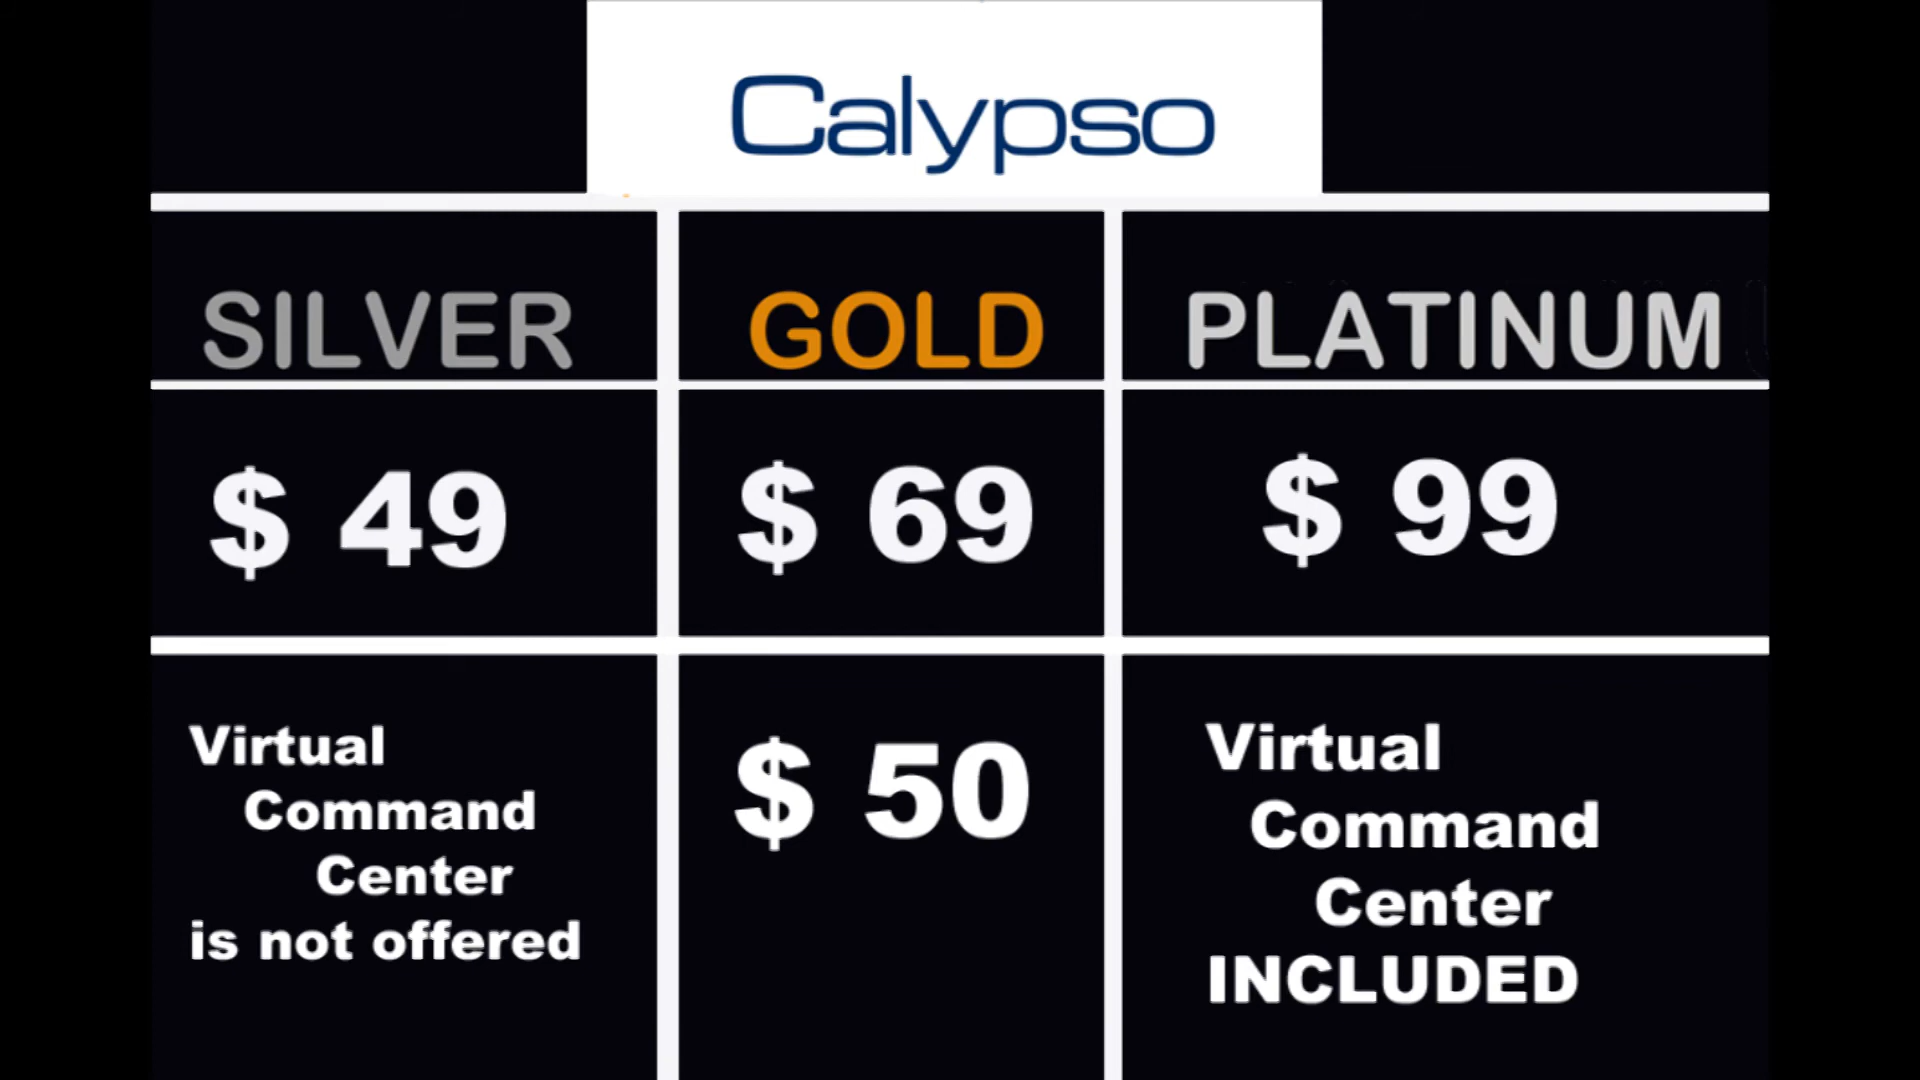 Calypso
SILVER
GOLD
PLATINUM
$ 49
$ 69
$ 99
Virtual
Command
Center
is not offered
$ 50
Virtual
Command
Center
INCLUDED